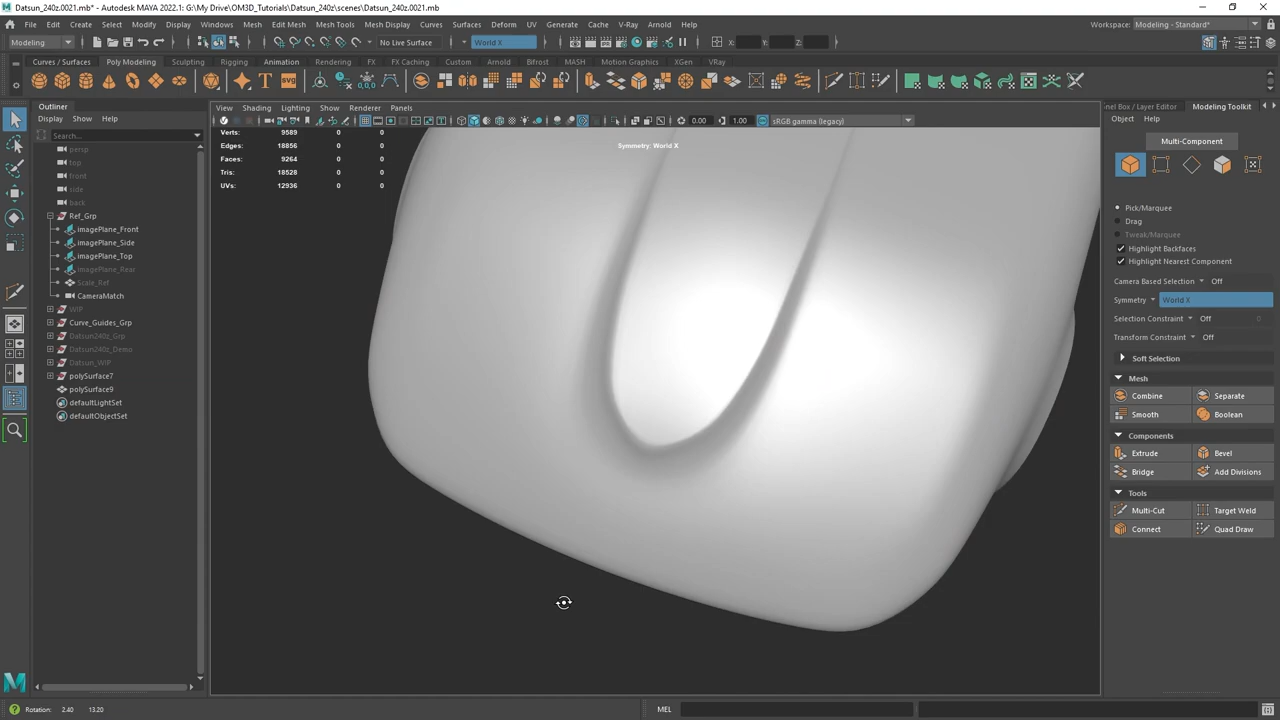 Datsun_240z.0021.mb* - Autodesk MAYA 2022.1: G:\My Drive\OM3D_Tutorials\Datsun_240z\scenes\Datsun_240z.0021.mb
File Edit Create Select Modify Display Windows Mesh Edit Mesh Mesh Tools Mesh Display Curves Surfaces Deform UV Generate Cache V-Ray Arnold Help
Workspace: Modeling - Standard*
Modeling No Live Surface World X X: Y: Z:
Curves / Surfaces Poly Modeling Sculpting Rigging Animation Rendering FX FX Caching Custom Arnold Bifrost MASH Motion Graphics XGen VRay
SVG
Outliner
Display Show Help
Search...
persp
top
front
side
back
Ref_Grp
imagePlane_Front
imagePlane_Side
imagePlane_Top
imagePlane_Rear
Scale_Ref
CameraMatch
WIP
Curve_Guides_Grp
Datsun240z_Grp
Datsun240z_Demo
Datsun_WIP
polySurface7
polySurface9
defaultLightSet
defaultObjectSet
View Shading Lighting Show Renderer Panels
0.00 1.00 sRGB gamma (legacy)
Verts: 9589 0 0
Edges: 18856 0 0
Faces: 9264 0 0
Tris: 18528 0 0
UVs: 12936 0 0
Symmetry: World X
nel Box / Layer Editor Modeling Toolkit
Object Help
Multi-Component
Pick/Marquee
Drag
Tweak/Marquee
Highlight Backfaces
Highlight Nearest Component
Camera Based Selection Off
Symmetry World X
Selection Constraint Off 0
Transform Constraint Off
Soft Selection
Mesh
Combine Separate
Smooth Boolean
Components
Extrude Bevel
Bridge Add Divisions
Tools
Multi-Cut Target Weld
Connect Quad Draw
Rotation: 2.40 13.20
MEL